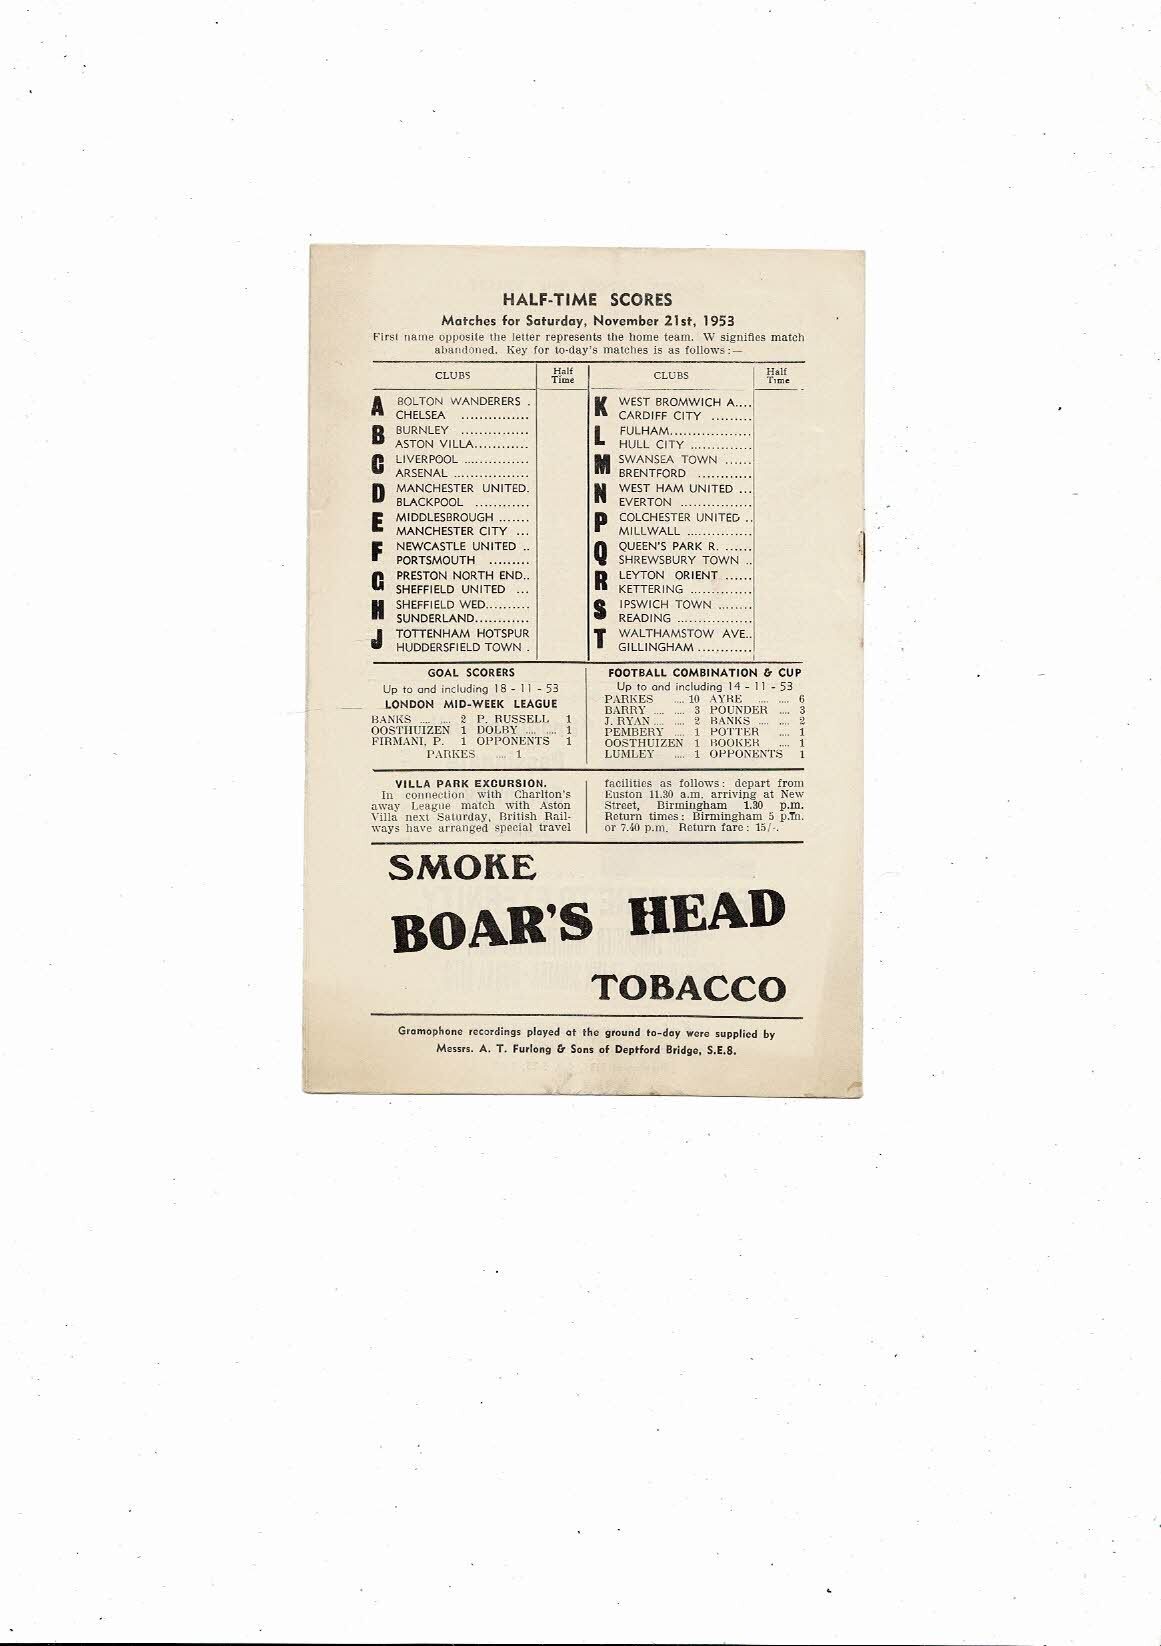 HALF-TIME SCORES
Matches for Saturday, November 21st, 1953
First name opposite the letter represents the home team. W signifies match
abandoned. Key for to-day's matches is as follows:—
CLUBS
Half
Time
A BOLTON WANDERERS .
CHELSEA ...............
B BURNLEY ...............
ASTON VILLA............
C LIVERPOOL ...............
ARSENAL ..................
D MANCHESTER UNITED.
BLACKPOOL ............
E MIDDLESBROUGH .......
MANCHESTER CITY ...
F NEWCASTLE UNITED ..
PORTSMOUTH .........
G PRESTON NORTH END..
SHEFFIELD UNITED ...
H SHEFFIELD WED..........
SUNDERLAND............
J TOTTENHAM HOTSPUR
HUDDERSFIELD TOWN .
CLUBS
Half
Time
K WEST BROMWICH A....
CARDIFF CITY .........
L FULHAM..................
HULL CITY ..............
M SWANSEA TOWN ......
BRENTFORD ............
N WEST HAM UNITED ...
EVERTON ................
P COLCHESTER UNITED ..
MILLWALL ...............
Q QUEEN'S PARK R. ......
SHREWSBURY TOWN ..
R LEYTON ORIENT ......
KETTERING ..............
S IPSWICH TOWN ........
READING .................
T WALTHAMSTOW AVE..
GILLINGHAM ............
GOAL SCORERS
Up to and including 18 - 11 - 53
LONDON MID-WEEK LEAGUE
BANKS .... .... 2 P. RUSSELL 1
OOSTHUIZEN 1 DOLBY .... .... 1
FIRMANI, P. 1 OPPONENTS 1
PARKES .... 1
FOOTBALL COMBINATION & CUP
Up to and including 14 - 11 - 53
PARKES .... 10 AYRE .... .... 6
BARRY .... .... 3 POUNDER .... 3
J. RYAN .... .... 2 BANKS .... .... 2
PEMBERY .... 1 POTTER .... 1
OOSTHUIZEN 1 BOOKER .... 1
LUMLEY .... 1 OPPONENTS 1
VILLA PARK EXCURSION.
In connection with Charlton's
away League match with Aston
Villa next Saturday, British Rail-
ways have arranged special travel
facilities as follows: depart from
Euston 11.30 a.m. arriving at New
Street, Birmingham 1.30 p.m.
Return times: Birmingham 5 p.m.
or 7.40 p.m. Return fare: 15/-.
SMOKE
BOAR'S HEAD
TOBACCO
Gramophone recordings played at the ground to-day were supplied by
Messrs. A. T. Furlong & Sons of Deptford Bridge, S.E.8.